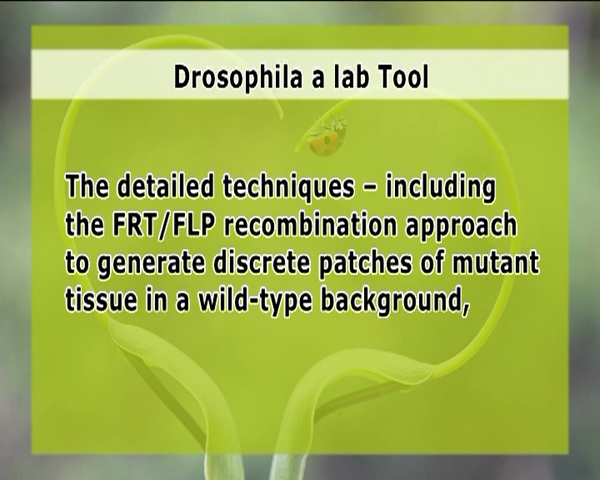 Drosophila a lab Tool
The detailed techniques – including
the FRT/FLP recombination approach
to generate discrete patches of mutant
tissue in a wild-type background,